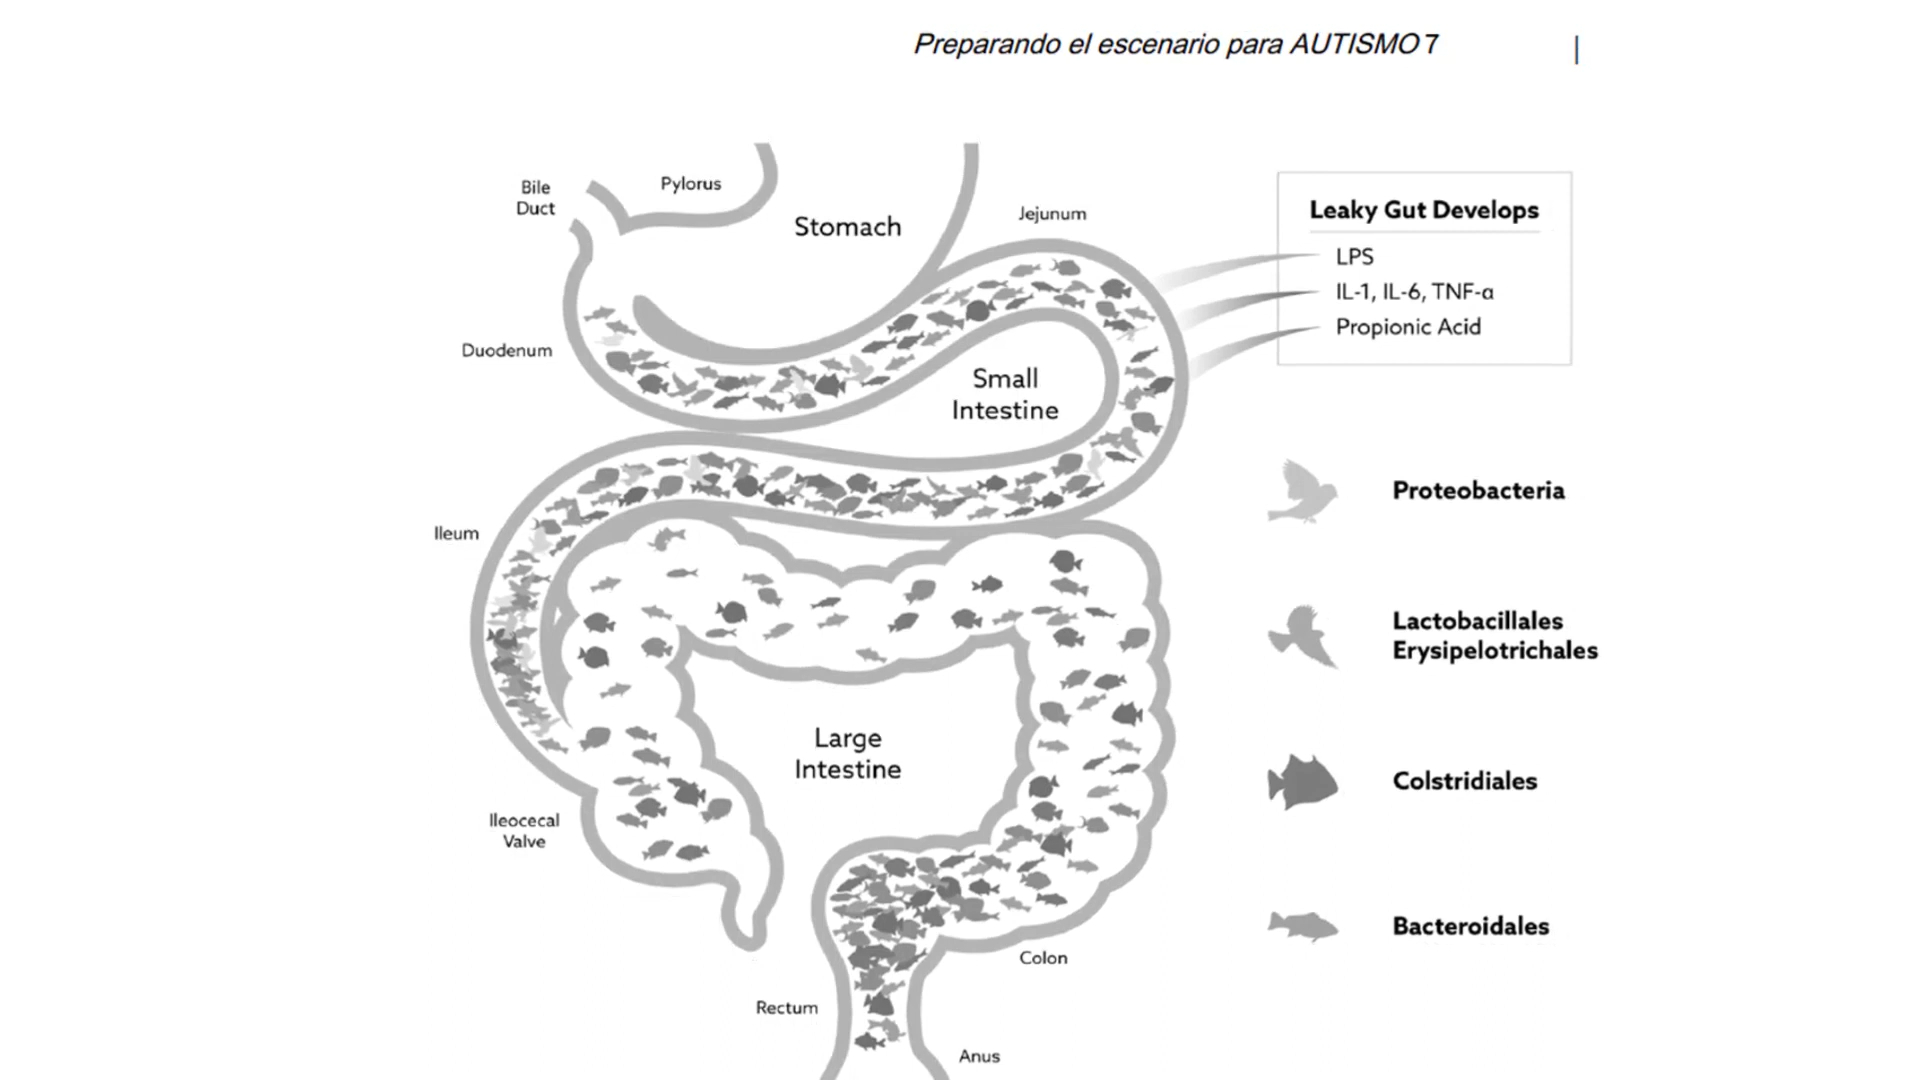 Preparando el escenario para AUTISMO 7 |
Bile
Duct
Pylorus
Stomach
Jejunum
Leaky Gut Develops
LPS
IL-1, IL-6, TNF-α
Propionic Acid
Duodenum
Small
Intestine
Proteobacteria
Ileum
Lactobacillales
Erysipelotrichales
Large
Intestine
Colstridiales
Ileocecal
Valve
Bacteroidales
Colon
Rectum
Anus